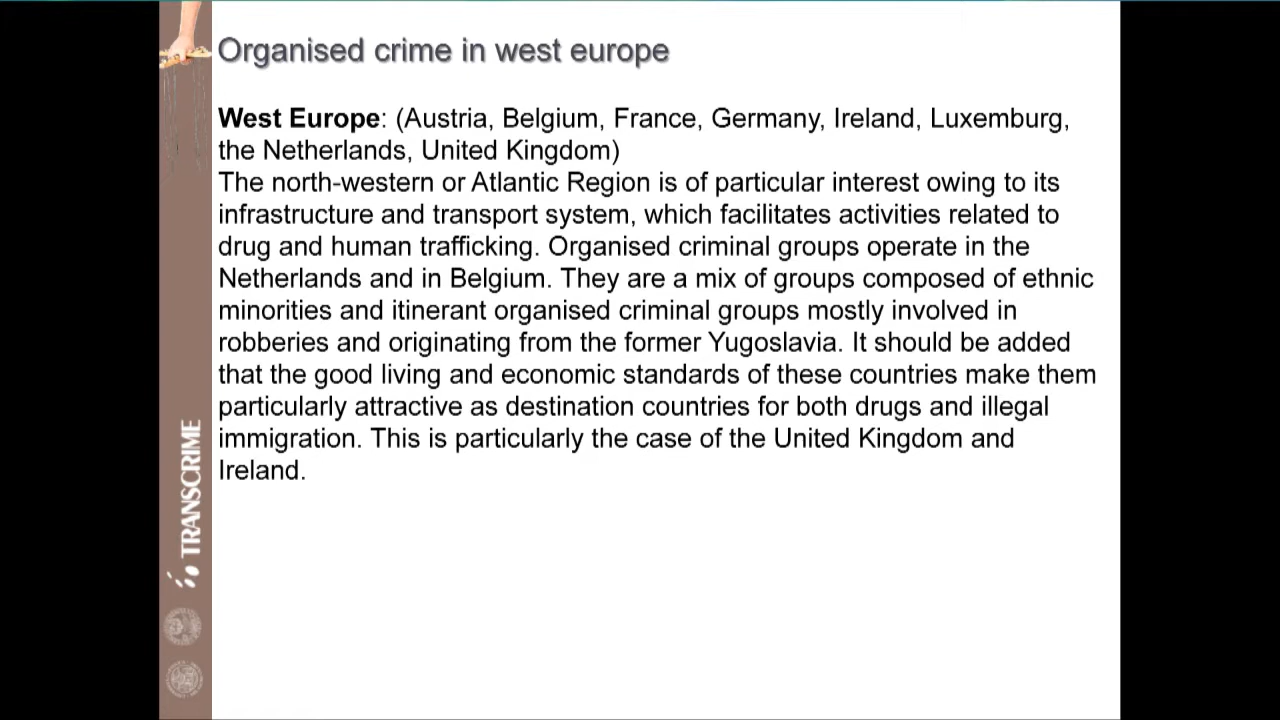 Organised crime in west europe
West Europe: (Austria, Belgium, France, Germany, Ireland, Luxemburg,
the Netherlands, United Kingdom)
The north-western or Atlantic Region is of particular interest owing to its
infrastructure and transport system, which facilitates activities related to
drug and human trafficking. Organised criminal groups operate in the
Netherlands and in Belgium. They are a mix of groups composed of ethnic
minorities and itinerant organised criminal groups mostly involved in
robberies and originating from the former Yugoslavia. It should be added
that the good living and economic standards of these countries make them
particularly attractive as destination countries for both drugs and illegal
immigration. This is particularly the case of the United Kingdom and
Ireland.
TRANSCRIME